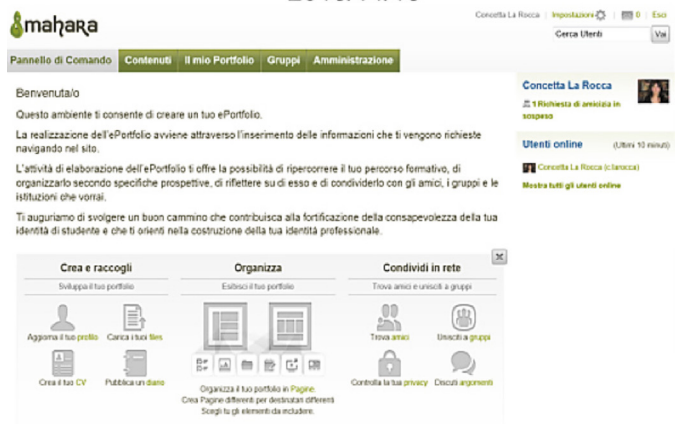 mahara
Concetta La Rocca | Impostazioni | 0 | Esci
Cerca Utenti Vai
Pannello di Comando Contenuti Il mio Portfolio Gruppi Amministrazione
Benvenuta/o
Questo ambiente ti consente di creare un tuo ePortfolio.
La realizzazione dell'ePortfolio avviene attraverso l'inserimento delle informazioni che ti vengono richieste
navigando nel sito.
L'attività di elaborazione dell'ePortfolio ti offre la possibilità di ripercorrere il tuo percorso formativo, di
organizzarlo secondo specifiche prospettive, di riflettere su di esso e di condividerlo con gli amici, i gruppi e le
istituzioni che vorrai.
Ti auguriamo di svolgere un buon cammino che contribuisca alla fortificazione della consapevolezza della tua
identità di studente e che ti orienti nella costruzione della tua identità professionale.
Concetta La Rocca
1 Richiesta di amicizia in
sospeso
Utenti online (Ultimi 10 minuti)
Concetta La Rocca (c.larocca)
Mostra tutti gli utenti online
Crea e raccogli
Sviluppa il tuo portfolio
Aggiorna il tuo profilo Carica i tuoi files
Crea il tuo CV Pubblica un diario
Organizza
Esibisci il tuo portfolio
Organizza il tuo portfolio in Pagine.
Crea Pagine differenti per destinatari differenti
Scegli tu gli elementi da includere.
Condividi in rete
Trova amici e unisciti a gruppi
Trova amici Unisciti a gruppi
Controlla la tua privacy Discuti argomenti